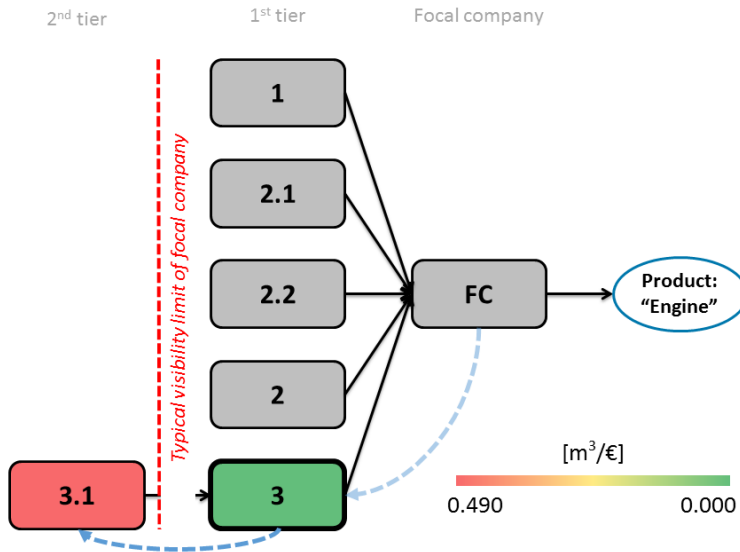 2nd tier
1st tier
Focal company
Typical visibility limit of focal company
1
2.1
2.2
2
3
3.1
FC
Product:
“Engine”
[m³/€]
0.490
0.000